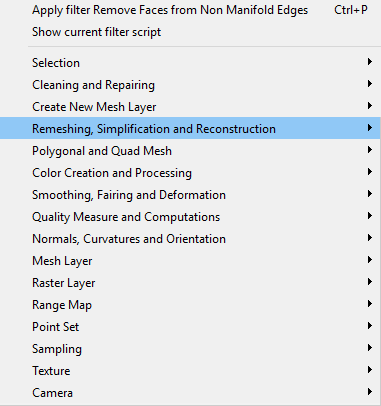 Apply filter Remove Faces from Non Manifold Edges Ctrl+P
Show current filter script
Selection
Cleaning and Repairing
Create New Mesh Layer
Remeshing, Simplification and Reconstruction
Polygonal and Quad Mesh
Color Creation and Processing
Smoothing, Fairing and Deformation
Quality Measure and Computations
Normals, Curvatures and Orientation
Mesh Layer
Raster Layer
Range Map
Point Set
Sampling
Texture
Camera